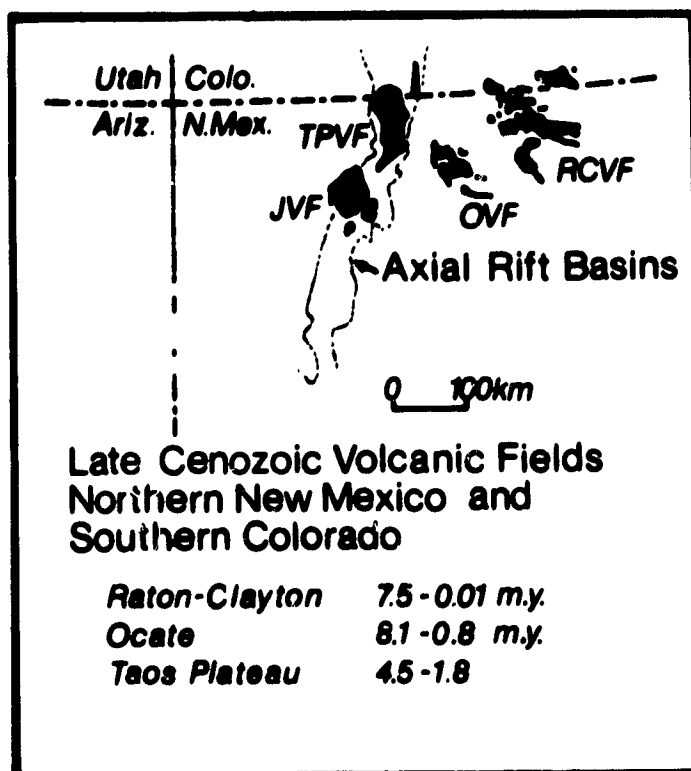 Utah Colo.
Ariz. N.Mex.
TPVF
RCVF
JVF
OVF
Axial Rift Basins
0 100km
Late Cenozoic Volcanic Fields
Northern New Mexico and
Southern Colorado
Raton-Clayton 7.5-0.01 m.y.
Ocate 8.1-0.8 m.y.
Taos Plateau 4.5-1.8